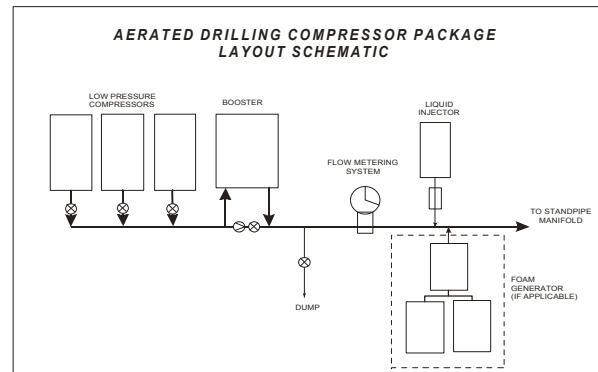 AERATED DRILLING COMPRESSOR PACKAGE
LAYOUT SCHEMATIC
LOW PRESSURE
COMPRESSORS
BOOSTER
LIQUID
INJECTOR
FLOW METERING
SYSTEM
TO STANDPIPE
MANIFOLD
FOAM
GENERATOR
(IF APPLICABLE)
DUMP